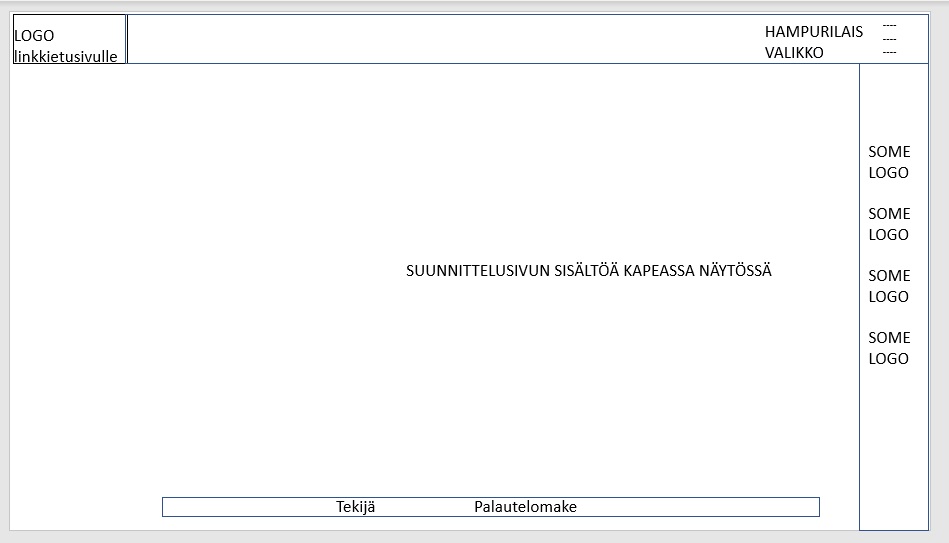 LOGO
linkkietusivulle
HAMPURILAIS
VALIKKO
----
----
----
SOME
LOGO
SOME
LOGO
SUUNNITTELUSIVUN SISÄLTÖÄ KAPEASSA NÄYTÖSSÄ
SOME
LOGO
SOME
LOGO
Tekijä Palautelomake